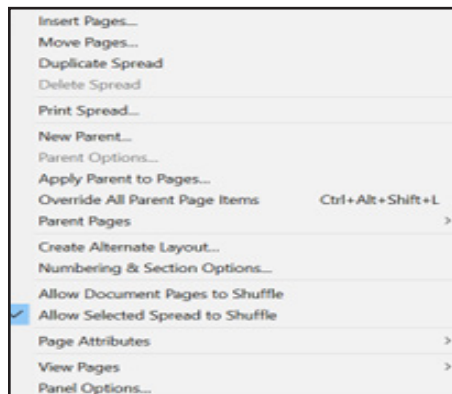 Insert Pages...
Move Pages...
Duplicate Spread
Delete Spread
Print Spread...
New Parent...
Parent Options...
Apply Parent to Pages...
Override All Parent Page Items Ctrl+Alt+Shift+L
Parent Pages
Create Alternate Layout...
Numbering & Section Options...
Allow Document Pages to Shuffle
Allow Selected Spread to Shuffle
Page Attributes
View Pages
Panel Options...